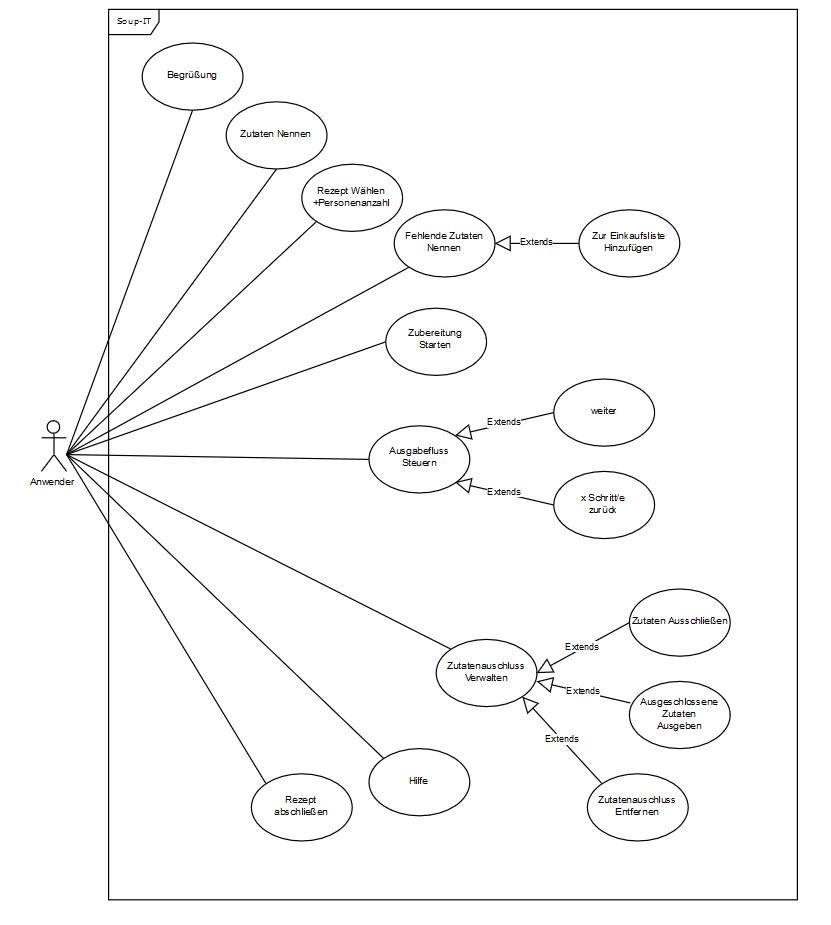 Soup-IT
Begrüßung
Zutaten Nennen
Rezept Wählen
+Personenanzahl
Fehlende Zutaten
Nennen
Extends
Zur Einkaufsliste
Hinzufügen
Zubereitung
Starten
weiter
Extends
Ausgabefluss
Steuern
Anwender
Extends
x Schritt/e
zurück
Zutaten Ausschließen
Extends
Zutatenauschluss
Verwalten
Extends
Ausgeschlossene
Zutaten
Ausgeben
Extends
Hilfe
Rezept
abschließen
Zutatenauschluss
Entfernen